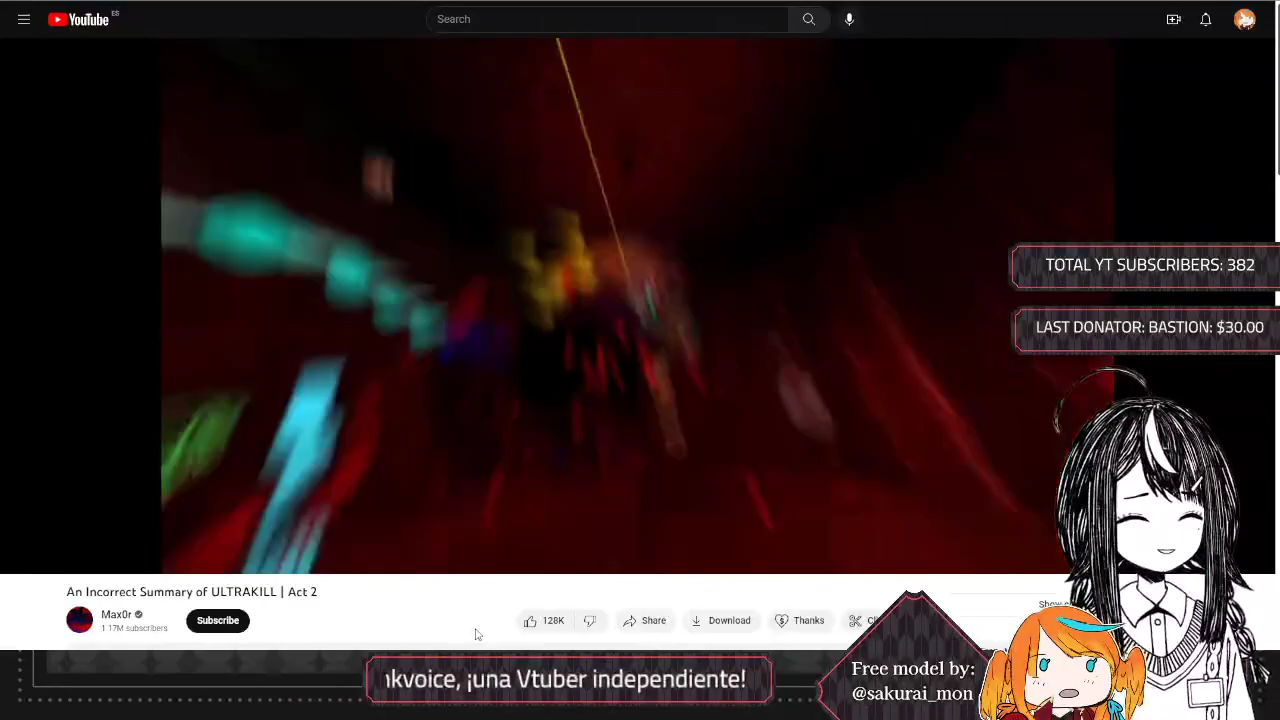 YouTube ES
Search
TOTAL YT SUBSCRIBERS: 382
LAST DONATOR: BASTION: $30.00
An Incorrect Summary of ULTRAKILL | Act 2
Max0r
1.17M subscribers
Subscribe
128K
Share
Download
Thanks
nkvoice, ¡una Vtuber independiente!
Free model by:
@sakurai_mon